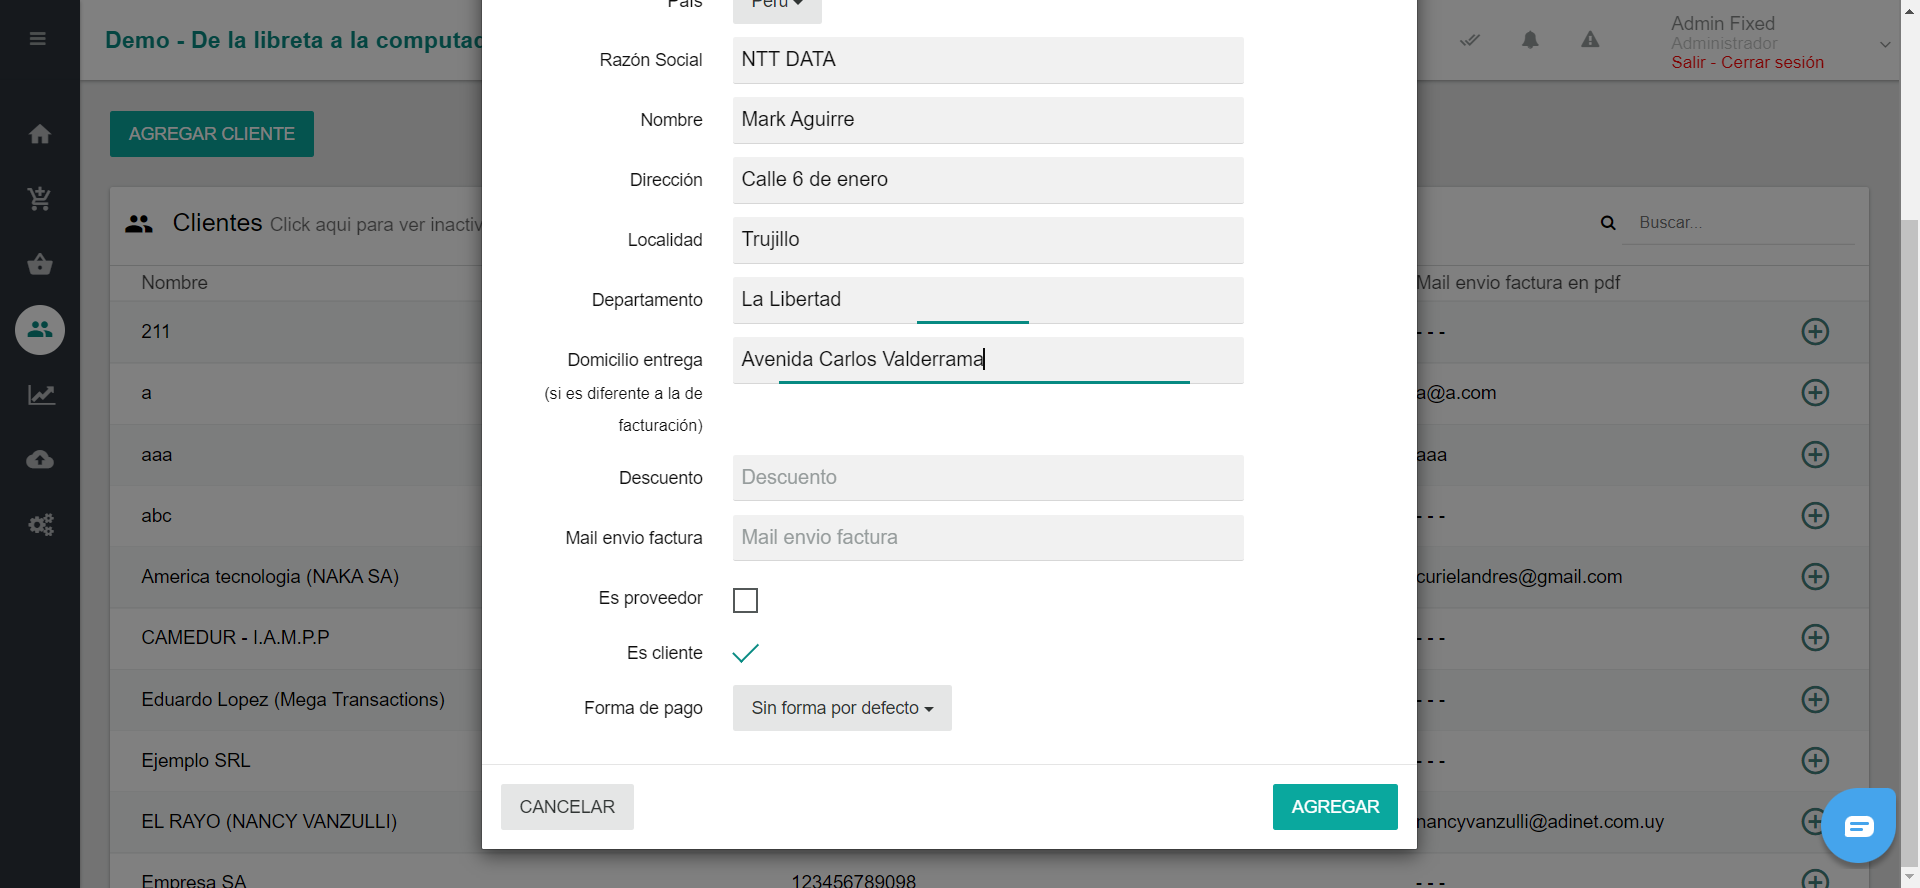 País
Perú
Demo - De la libreta a la computad
Admin Fixed
Administrador
Salir - Cerrar sesión
AGREGAR CLIENTE
Razón Social
NTT DATA
Nombre
Mark Aguirre
Dirección
Calle 6 de enero
Localidad
Trujillo
Departamento
La Libertad
Domicilio entrega
(si es diferente a la de
facturación)
Avenida Carlos Valderrama
Descuento
Descuento
Mail envio factura
Mail envio factura
Es proveedor
Es cliente
Forma de pago
Sin forma por defecto
CANCELAR
AGREGAR
Clientes Click aqui para ver inactiv
Buscar...
Nombre
Mail envio factura en pdf
211
- - -
a
a@a.com
aaa
aaa
abc
- - -
America tecnologia (NAKA SA)
curielandres@gmail.com
CAMEDUR - I.A.M.P.P
- - -
Eduardo Lopez (Mega Transactions)
- - -
Ejemplo SRL
- - -
EL RAYO (NANCY VANZULLI)
nancyvanzulli@adinet.com.uy
Empresa SA
123456789098
- - -